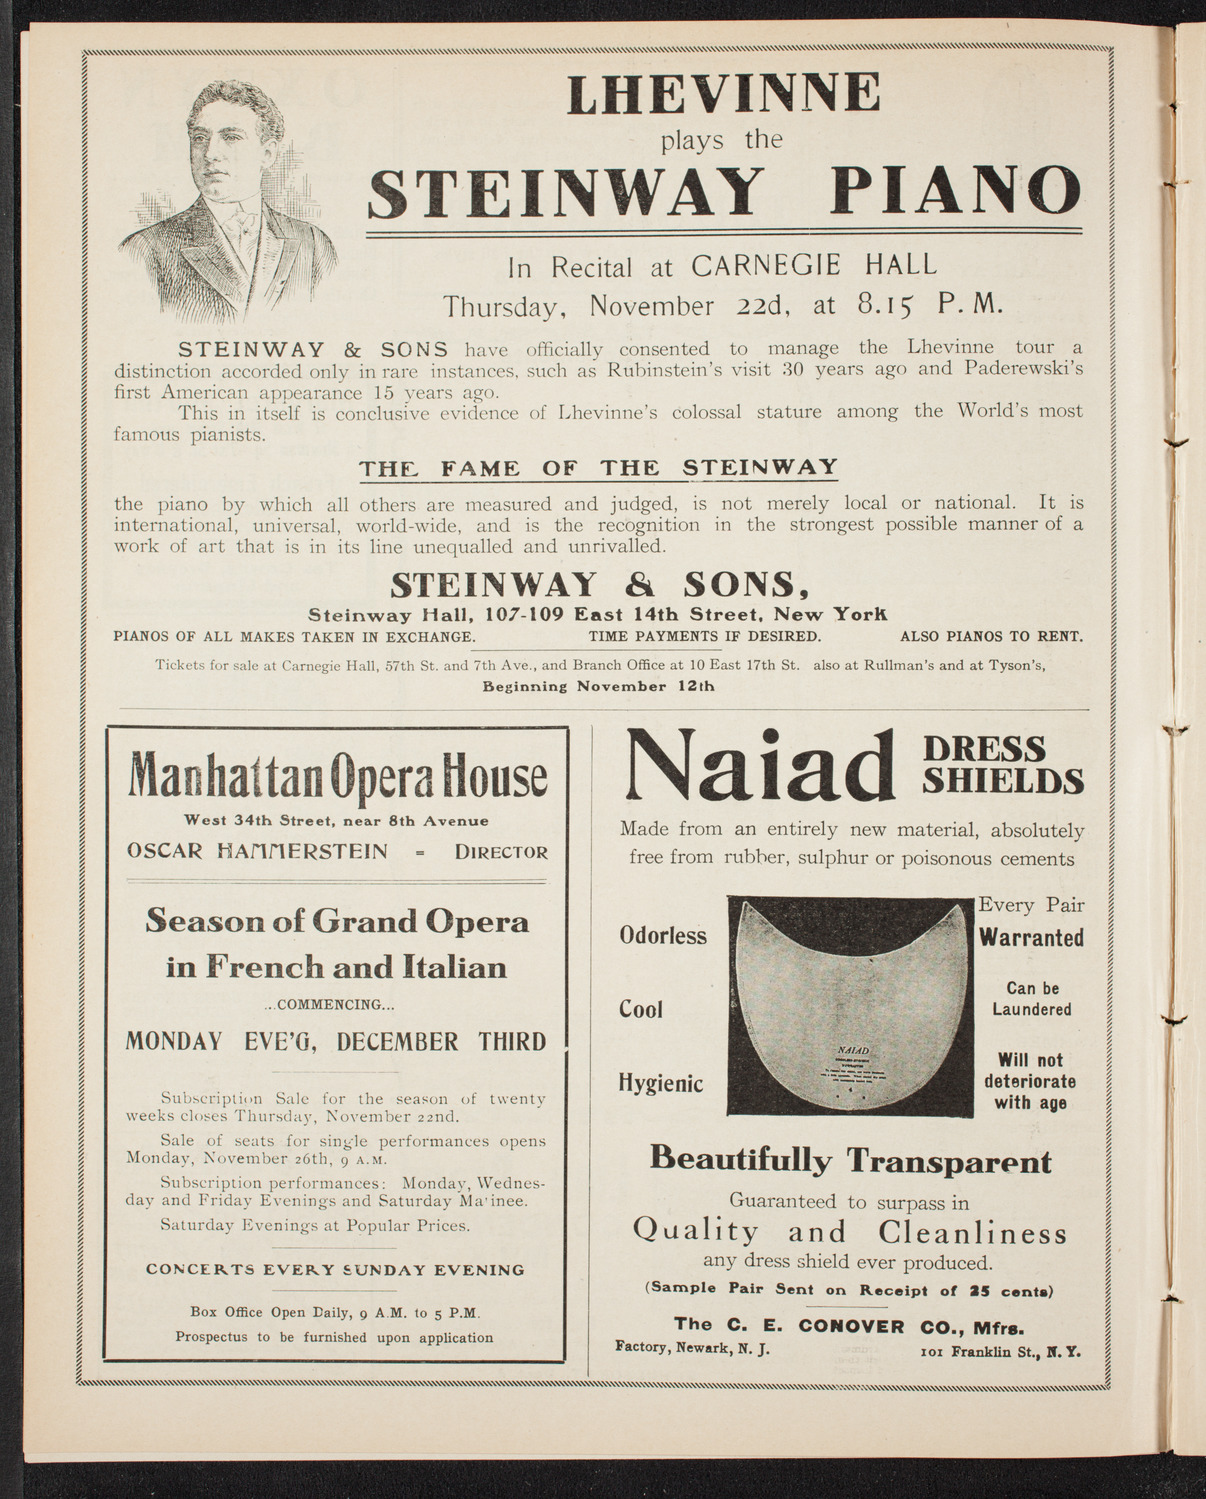 LHEVINNE
plays the
STEINWAY PIANO
In Recital at CARNEGIE HALL
Thursday, November 22d, at 8.15 P. M.
STEINWAY & SONS have officially consented to manage the Lhevinne tour a
distinction accorded only in rare instances, such as Rubinstein's visit 30 years ago and Paderewski's
first American appearance 15 years ago.
This in itself is conclusive evidence of Lhevinne's colossal stature among the World's most
famous pianists.
THE FAME OF THE STEINWAY
the piano by which all others are measured and judged, is not merely local or national. It is
international, universal, world-wide, and is the recognition in the strongest possible manner of a
work of art that is in its line unequalled and unrivalled.
STEINWAY & SONS,
Steinway Hall, 107-109 East 14th Street, New York
PIANOS OF ALL MAKES TAKEN IN EXCHANGE. TIME PAYMENTS IF DESIRED. ALSO PIANOS TO RENT.
Tickets for sale at Carnegie Hall, 57th St. and 7th Ave., and Branch Office at 10 East 17th St. also at Rullman's and at Tyson's,
Beginning November 12th
Manhattan Opera House
West 34th Street, near 8th Avenue
OSCAR HAMMERSTEIN = DIRECTOR
Season of Grand Opera
in French and Italian
...COMMENCING...
MONDAY EVE'G, DECEMBER THIRD
Subscription Sale for the season of twenty
weeks closes Thursday, November 22nd.
Sale of seats for single performances opens
Monday, November 26th, 9 A.M.
Subscription performances: Monday, Wednes-
day and Friday Evenings and Saturday Matinee.
Saturday Evenings at Popular Prices.
CONCERTS EVERY SUNDAY EVENING
Box Office Open Daily, 9 A.M. to 5 P.M.
Prospectus to be furnished upon application
Naiad DRESS
SHIELDS
Made from an entirely new material, absolutely
free from rubber, sulphur or poisonous cements
Odorless
Cool
Hygienic
NAIAD
Every Pair
Warranted
Can be
Laundered
Will not
deteriorate
with age
Beautifully Transparent
Guaranteed to surpass in
Quality and Cleanliness
any dress shield ever produced.
(Sample Pair Sent on Receipt of 25 cents)
The C. E. CONOVER CO., Mfrs.
Factory, Newark, N. J. 101 Franklin St., N. Y.